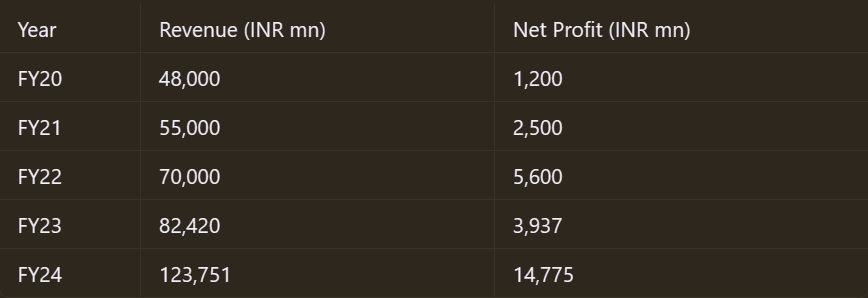 Year Revenue (INR mn) Net Profit (INR mn)
FY20 48,000 1,200
FY21 55,000 2,500
FY22 70,000 5,600
FY23 82,420 3,937
FY24 123,751 14,775